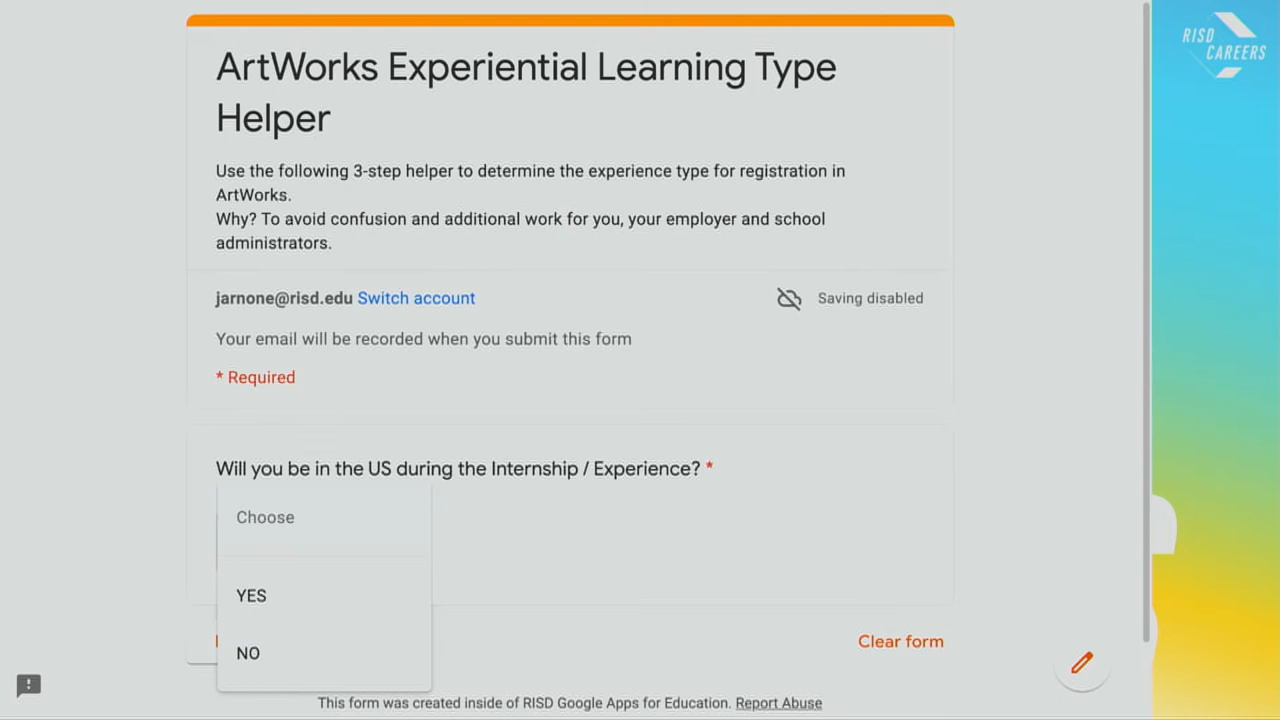 RISD
CAREERS
ArtWorks Experiential Learning Type
Helper
Use the following 3-step helper to determine the experience type for registration in
ArtWorks.
Why? To avoid confusion and additional work for you, your employer and school
administrators.
jarnone@risd.edu Switch account
Saving disabled
Your email will be recorded when you submit this form
* Required
Will you be in the US during the Internship / Experience? *
Choose
YES
NO
Clear form
This form was created inside of RISD Google Apps for Education. Report Abuse